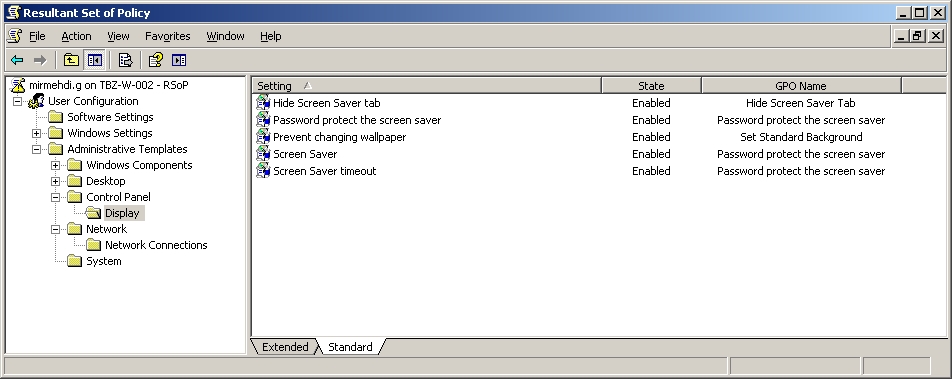 Resultant Set of Policy
File Action View Favorites Window Help
mirmehdi.g on TBZ-W-002 - RSoP
User Configuration
Software Settings
Windows Settings
Administrative Templates
Windows Components
Desktop
Control Panel
Display
Network
Network Connections
System
Setting State GPO Name
Hide Screen Saver tab Enabled Hide Screen Saver Tab
Password protect the screen saver Enabled Password protect the screen saver
Prevent changing wallpaper Enabled Set Standard Background
Screen Saver Enabled Password protect the screen saver
Screen Saver timeout Enabled Password protect the screen saver
Extended Standard